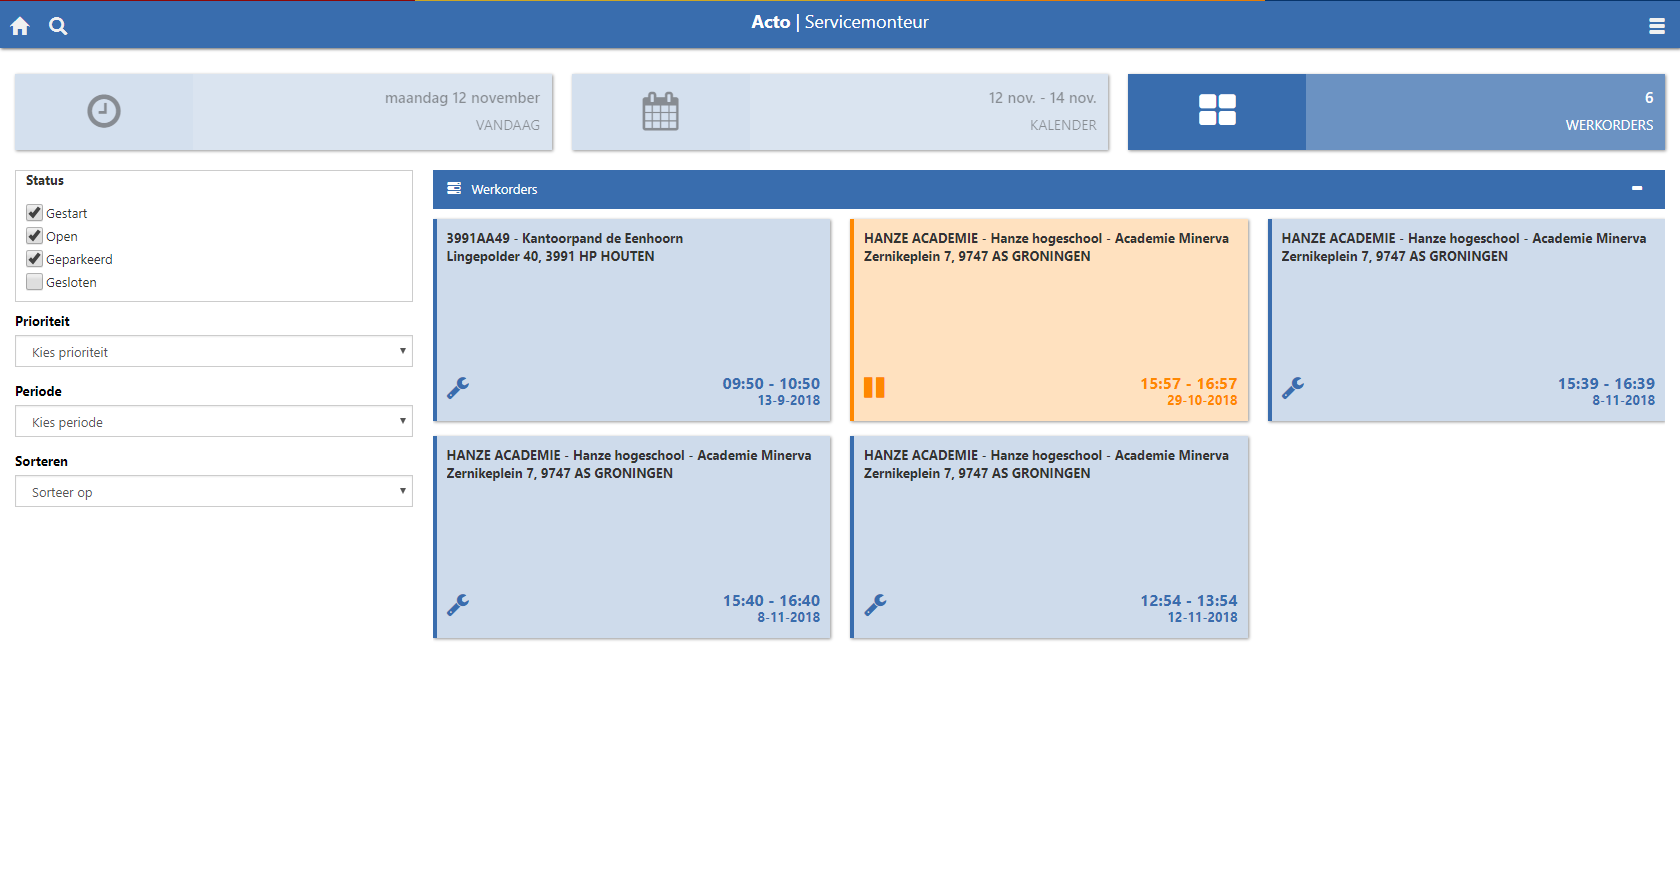 Acto | Servicemonteur
maandag 12 november
VANDAAG
12 nov. - 14 nov.
KALENDER
6
WERKORDERS
Status
Gestart
Open
Geparkeerd
Gesloten
Prioriteit
Kies prioriteit
Periode
Kies periode
Sorteren
Sorteer op
Werkorders
3991AA49 - Kantoorpand de Eenhoorn
Lingepolder 40, 3991 HP HOUTEN
09:50 - 10:50
13-9-2018
HANZE ACADEMIE - Hanze hogeschool - Academie Minerva
Zernikeplein 7, 9747 AS GRONINGEN
15:57 - 16:57
29-10-2018
HANZE ACADEMIE - Hanze hogeschool - Academie Minerva
Zernikeplein 7, 9747 AS GRONINGEN
15:39 - 16:39
8-11-2018
HANZE ACADEMIE - Hanze hogeschool - Academie Minerva
Zernikeplein 7, 9747 AS GRONINGEN
15:40 - 16:40
8-11-2018
HANZE ACADEMIE - Hanze hogeschool - Academie Minerva
Zernikeplein 7, 9747 AS GRONINGEN
12:54 - 13:54
12-11-2018